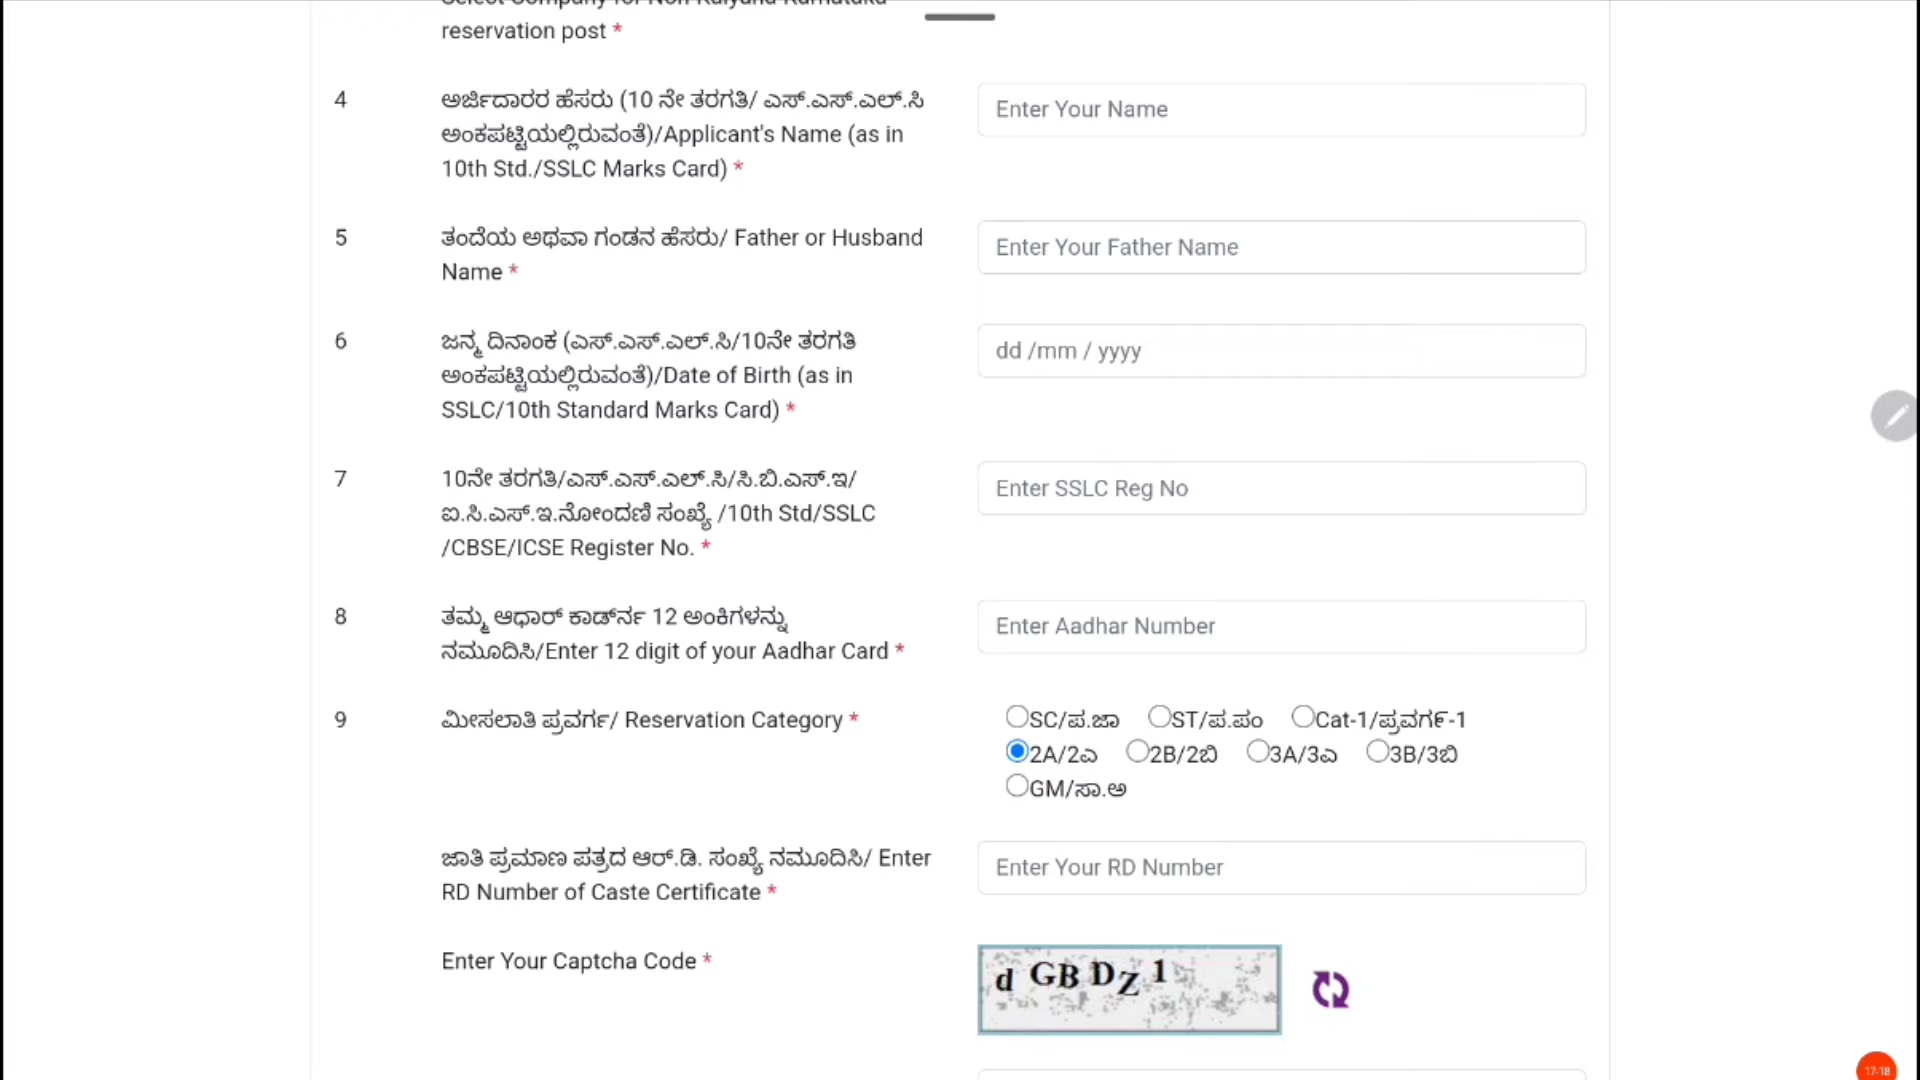 reservation post *
4 ಅರ್ಜಿದಾರರ ಹೆಸರು (10 ನೇ ತರಗತಿ/ ಎಸ್.ಎಸ್.ಎಲ್.ಸಿ
ಅಂಕಪಟ್ಟಿಯಲ್ಲಿರುವಂತೆ)/Applicant's Name (as in
10th Std./SSLC Marks Card) *
Enter Your Name
5 ತಂದೆಯ ಅಥವಾ ಗಂಡನ ಹೆಸರು/ Father or Husband
Name *
Enter Your Father Name
6 ಜನ್ಮ ದಿನಾಂಕ (ಎಸ್.ಎಸ್.ಎಲ್.ಸಿ/10ನೇ ತರಗತಿ
ಅಂಕಪಟ್ಟಿಯಲ್ಲಿರುವಂತೆ)/Date of Birth (as in
SSLC/10th Standard Marks Card) *
dd /mm / yyyy
7 10ನೇ ತರಗತಿ/ಎಸ್.ಎಸ್.ಎಲ್.ಸಿ/ಸಿ.ಬಿ.ಎಸ್.ಇ/
ಐ.ಸಿ.ಎಸ್.ಇ.ನೋಂದಣಿ ಸಂಖ್ಯೆ /10th Std/SSLC
/CBSE/ICSE Register No. *
Enter SSLC Reg No
8 ತಮ್ಮ ಆಧಾರ್ ಕಾರ್ಡ್‌ನ 12 ಅಂಕಿಗಳನ್ನು
ನಮೂದಿಸಿ/Enter 12 digit of your Aadhar Card *
Enter Aadhar Number
9 ಮೀಸಲಾತಿ ಪ್ರವರ್ಗ/ Reservation Category *
SC/ಪ.ಜಾ ST/ಪ.ಪಂ Cat-1/ಪ್ರವರ್ಗ-1
2A/2ಎ 2B/2ಬಿ 3A/3ಎ 3B/3ಬಿ
GM/ಸಾ.ಅ
ಜಾತಿ ಪ್ರಮಾಣ ಪತ್ರದ ಆರ್.ಡಿ. ಸಂಖ್ಯೆ ನಮೂದಿಸಿ/ Enter
RD Number of Caste Certificate *
Enter Your RD Number
Enter Your Captcha Code *
d GB DZ 1
17-18